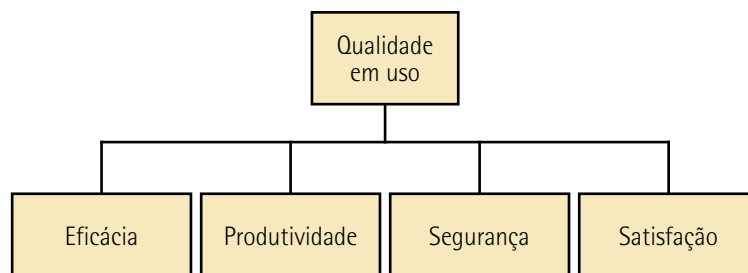 Qualidade
em uso
Eficácia
Produtividade
Segurança
Satisfação